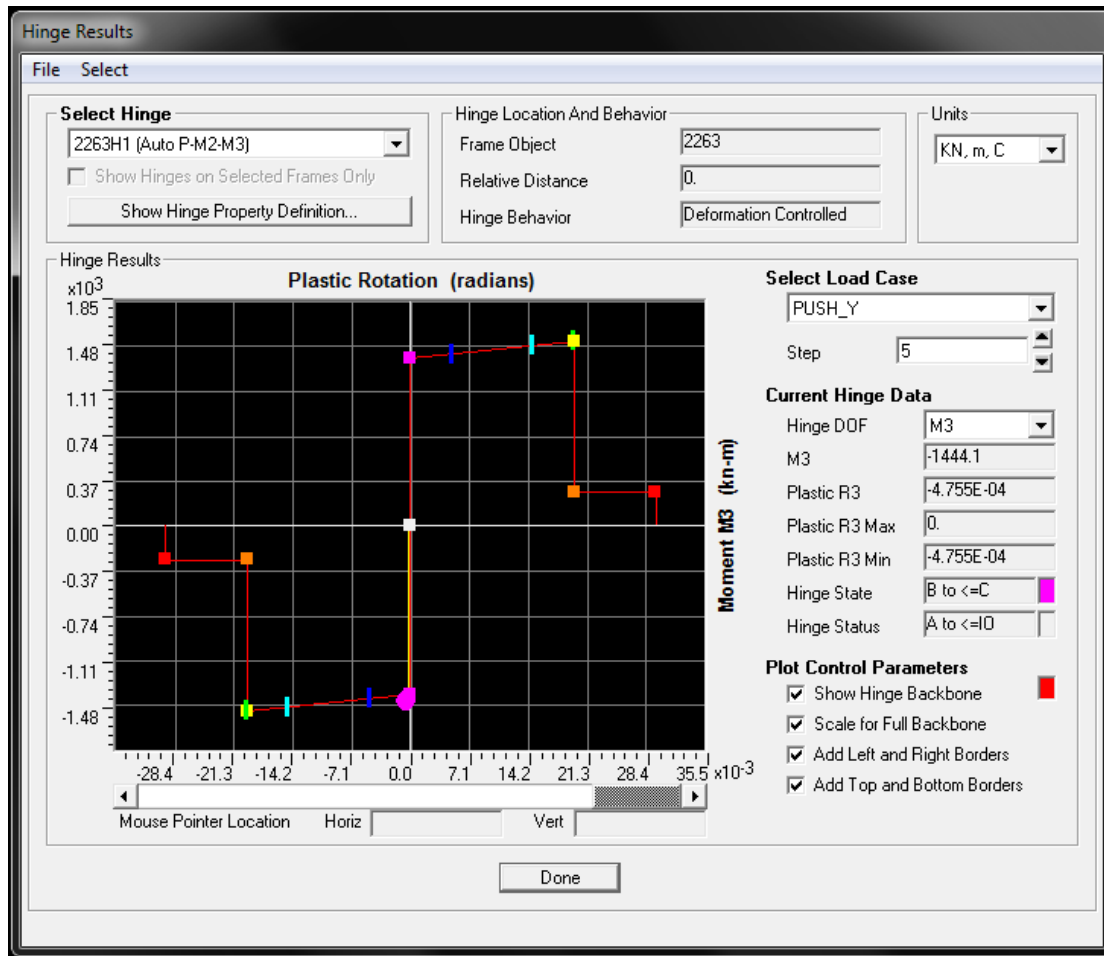 Hinge Results
File Select
Select Hinge
2263H1 (Auto P-M2-M3)
Show Hinges on Selected Frames Only
Show Hinge Property Definition...
Hinge Location And Behavior
Frame Object 2263
Relative Distance 0.
Hinge Behavior Deformation Controlled
Units
KN, m, C
Hinge Results
x10^3
Plastic Rotation (radians)
1.85
1.48
1.11
0.74
0.37
0.00
-0.37
-0.74
-1.11
-1.48
-28.4 -21.3 -14.2 -7.1 0.0 7.1 14.2 21.3 28.4 35.5 x10^-3
Moment M3 (kn-m)
Mouse Pointer Location Horiz Vert
Select Load Case
PUSH_Y
Step 5
Current Hinge Data
Hinge DOF M3
M3 -1444.1
Plastic R3 -4.755E-04
Plastic R3 Max 0.
Plastic R3 Min -4.755E-04
Hinge State B to <=C
Hinge Status A to <=IO
Plot Control Parameters
Show Hinge Backbone
Scale for Full Backbone
Add Left and Right Borders
Add Top and Bottom Borders
Done